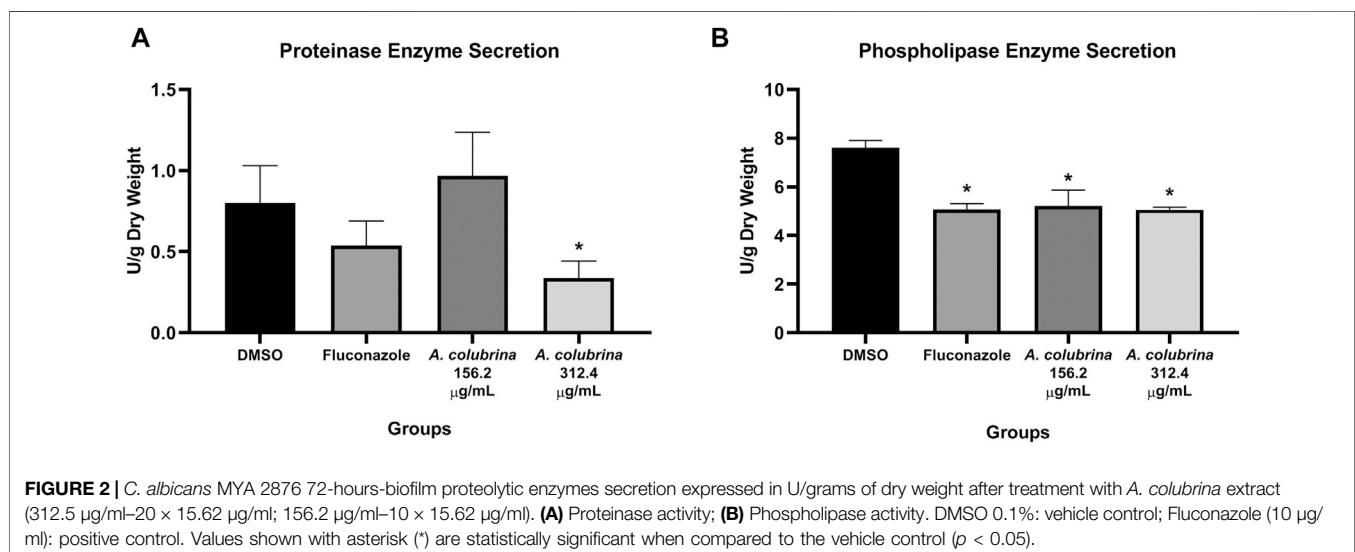 A
Proteinase Enzyme Secretion
U/g Dry Weight
1.5
1.0
0.5
0.0
*
DMSO
Fluconazole
A. colubrina
156.2
μg/mL
A. colubrina
312.4
μg/mL
Groups
B
Phospholipase Enzyme Secretion
U/g Dry Weight
10
8
6
4
2
0
*
*
*
DMSO
Fluconazole
A. colubrina
156.2
μg/mL
A. colubrina
312.4
μg/mL
Groups
FIGURE 2 | C. albicans MYA 2876 72-hours-biofilm proteolytic enzymes secretion expressed in U/grams of dry weight after treatment with A. colubrina extract
(312.5 μg/ml–20 × 15.62 μg/ml; 156.2 μg/ml–10 × 15.62 μg/ml). (A) Proteinase activity; (B) Phospholipase activity. DMSO 0.1%: vehicle control; Fluconazole (10 μg/
ml): positive control. Values shown with asterisk (*) are statistically significant when compared to the vehicle control (p < 0.05).